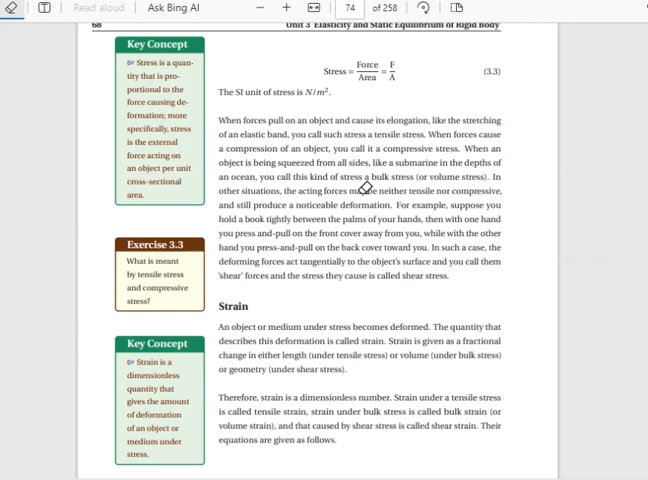 Read aloud
Ask Bing AI
74
of 258
68
Unit 3 Elasticity and Static Equilibrium of Rigid Body
Key Concept
☞ Stress is a quan-
tity that is pro-
portional to the
force causing de-
formation; more
specifically, stress
is the external
force acting on
an object per unit
cross-sectional
area.
Stress = Force/Area = F/A (3.3)
The SI unit of stress is N/m².
When forces pull on an object and cause its elongation, like the stretching
of an elastic band, you call such stress a tensile stress. When forces cause
a compression of an object, you call it a compressive stress. When an
object is being squeezed from all sides, like a submarine in the depths of
an ocean, you call this kind of stress a bulk stress (or volume stress). In
other situations, the acting forces may be neither tensile nor compressive,
and still produce a noticeable deformation. For example, suppose you
hold a book tightly between the palms of your hands, then with one hand
you press and-pull on the front cover away from you, while with the other
hand you press-and-pull on the back cover toward you. In such a case, the
deforming forces act tangentially to the object's surface and you call them
'shear' forces and the stress they cause is called shear stress.
Exercise 3.3
What is meant
by tensile stress
and compressive
stress?
Strain
An object or medium under stress becomes deformed. The quantity that
describes this deformation is called strain. Strain is given as a fractional
change in either length (under tensile stress) or volume (under bulk stress)
or geometry (under shear stress).
Key Concept
☞ Strain is a
dimensionless
quantity that
gives the amount
of deformation
of an object or
medium under
stress.
Therefore, strain is a dimensionless number. Strain under a tensile stress
is called tensile strain, strain under bulk stress is called bulk strain (or
volume strain), and that caused by shear stress is called shear strain. Their
equations are given as follows.